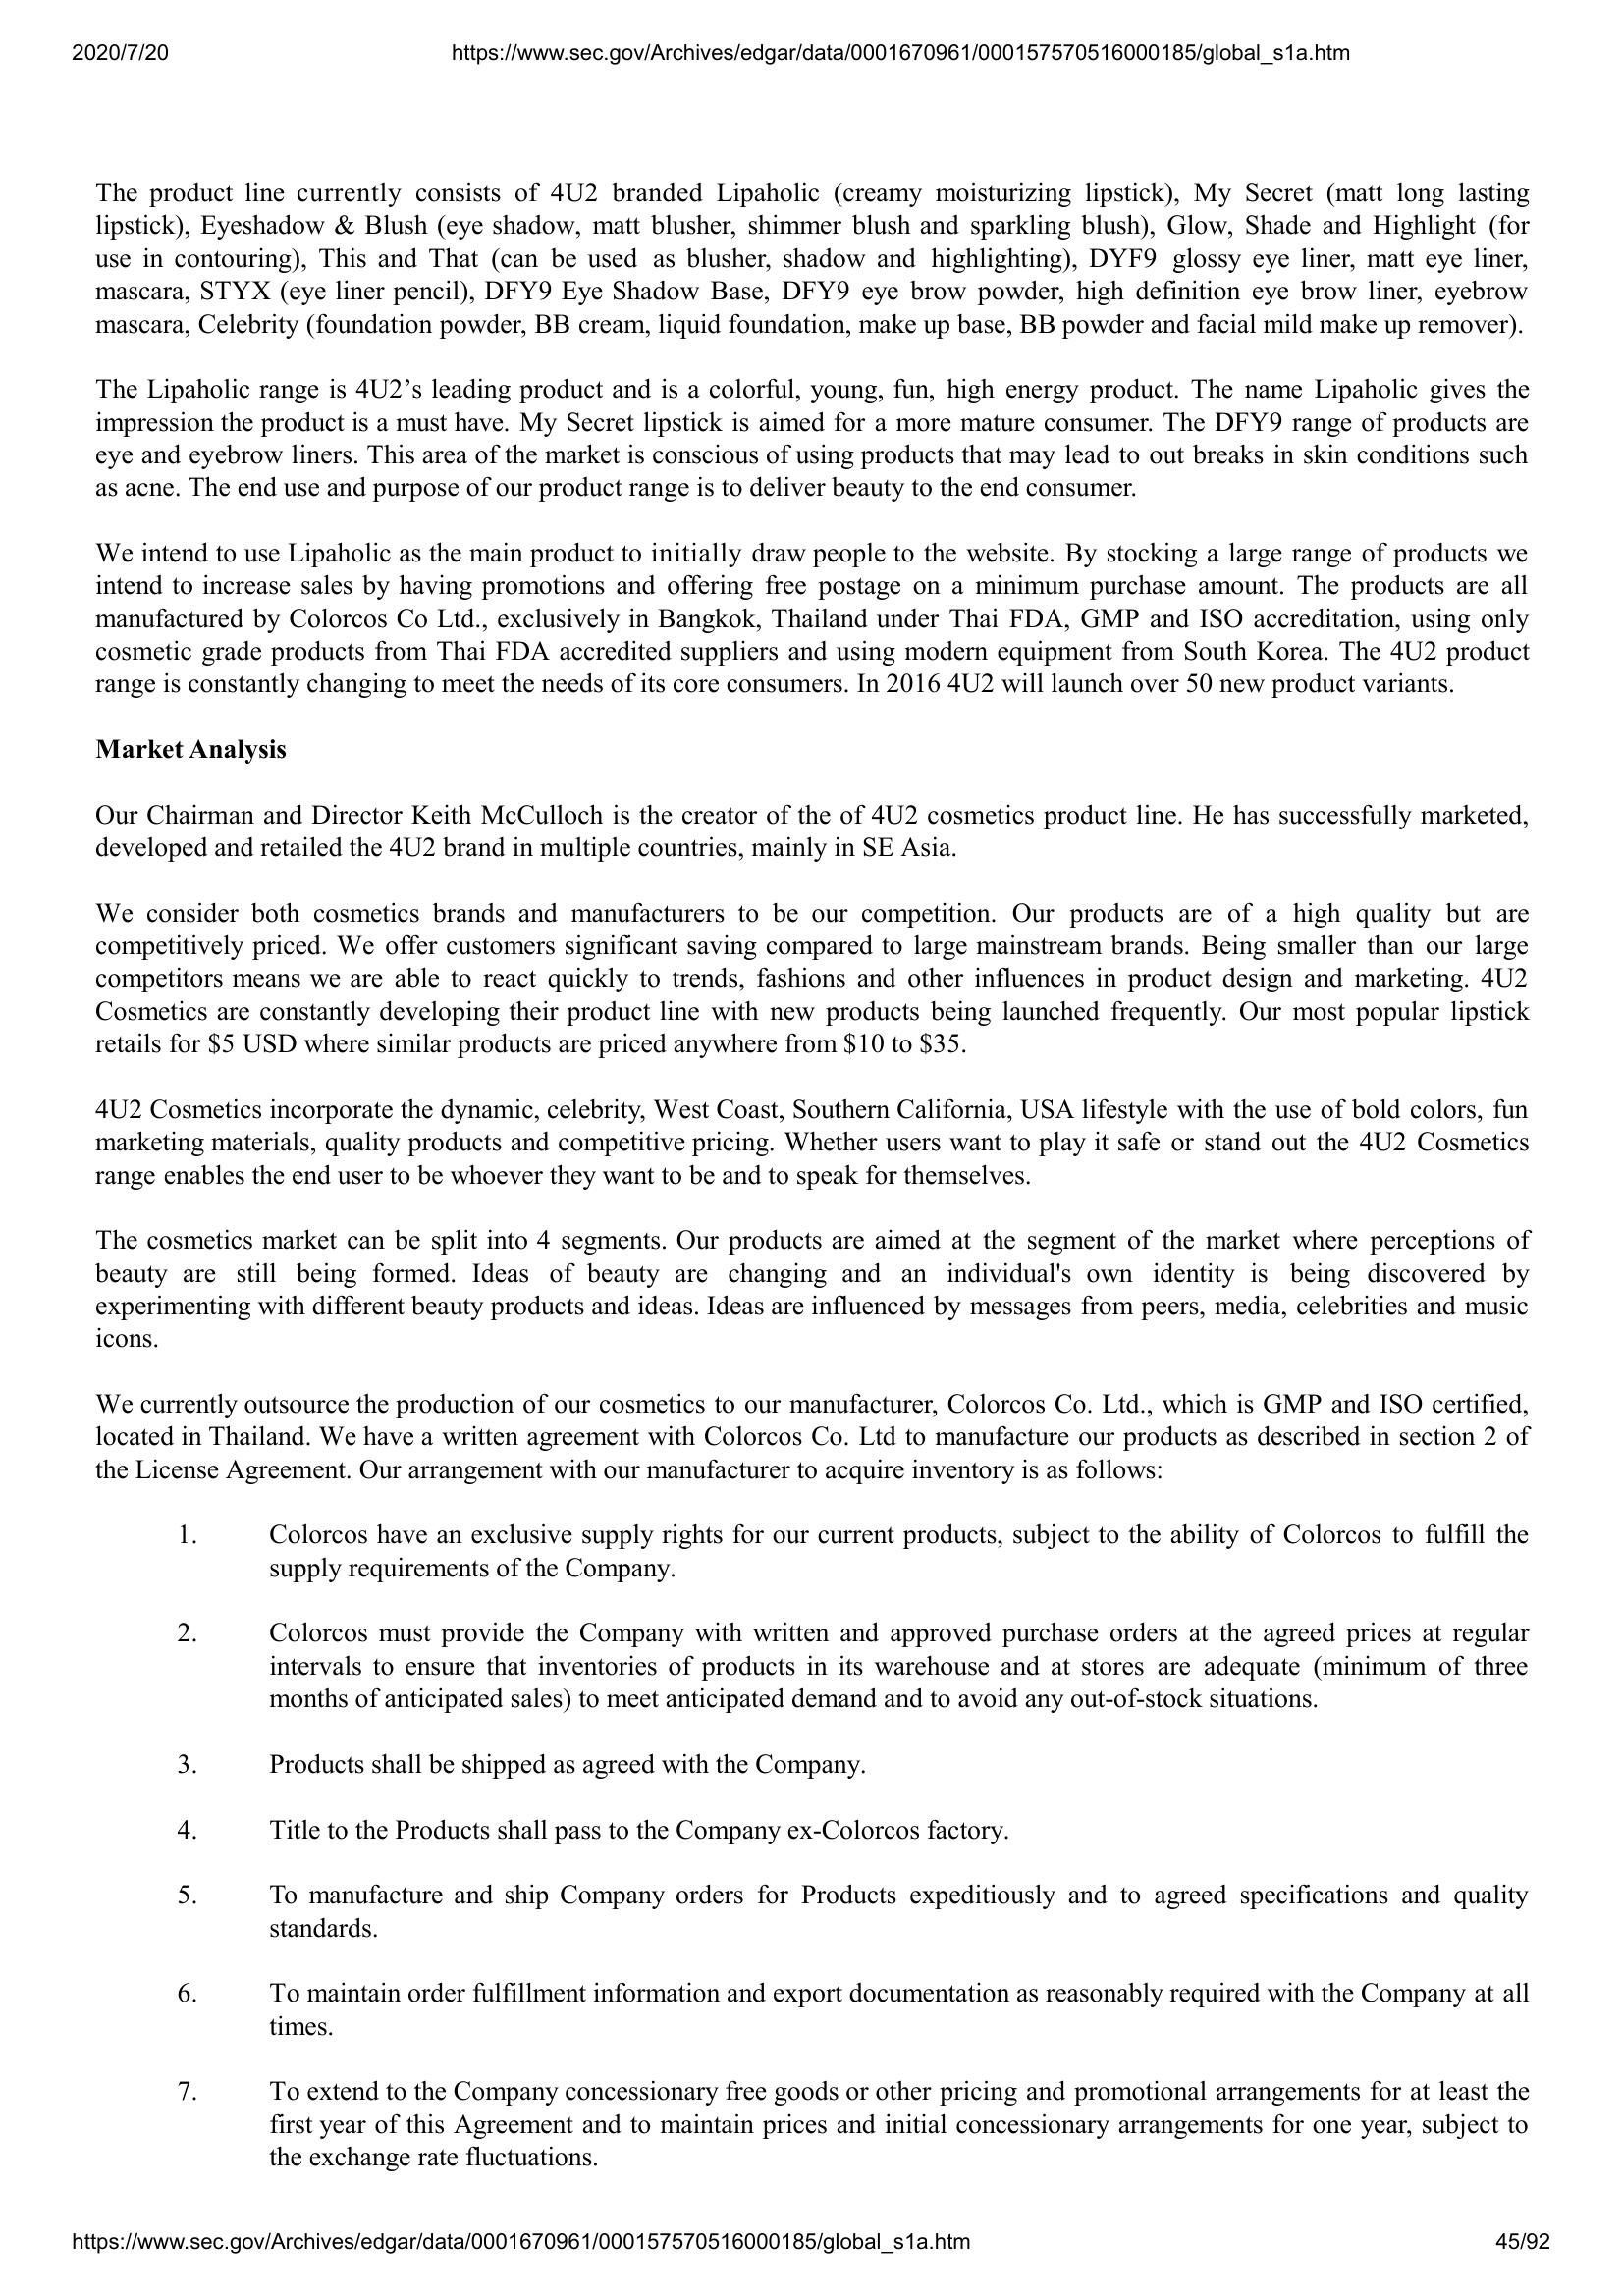 2020/7/20
https://www.sec.gov/Archives/edgar/data/0001670961/000157570516000185/global_s1a.htm
The product line currently consists of 4U2 branded Lipaholic (creamy moisturizing lipstick), My Secret (matt long lasting
lipstick), Eyeshadow & Blush (eye shadow, matt blusher, shimmer blush and sparkling blush), Glow, Shade and Highlight (for
use in contouring), This and That (can be used as blusher, shadow and highlighting), DYF9 glossy eye liner, matt eye liner,
mascara, STYX (eye liner pencil), DFY9 Eye Shadow Base, DFY9 eye brow powder, high definition eye brow liner, eyebrow
mascara, Celebrity (foundation powder, BB cream, liquid foundation, make up base, BB powder and facial mild make up remover).
The Lipaholic range is 4U2’s leading product and is a colorful, young, fun, high energy product. The name Lipaholic gives the
impression the product is a must have. My Secret lipstick is aimed for a more mature consumer. The DFY9 range of products are
eye and eyebrow liners. This area of the market is conscious of using products that may lead to out breaks in skin conditions such
as acne. The end use and purpose of our product range is to deliver beauty to the end consumer.
We intend to use Lipaholic as the main product to initially draw people to the website. By stocking a large range of products we
intend to increase sales by having promotions and offering free postage on a minimum purchase amount. The products are all
manufactured by Colorcos Co Ltd., exclusively in Bangkok, Thailand under Thai FDA, GMP and ISO accreditation, using only
cosmetic grade products from Thai FDA accredited suppliers and using modern equipment from South Korea. The 4U2 product
range is constantly changing to meet the needs of its core consumers. In 2016 4U2 will launch over 50 new product variants.
Market Analysis
Our Chairman and Director Keith McCulloch is the creator of the of 4U2 cosmetics product line. He has successfully marketed,
developed and retailed the 4U2 brand in multiple countries, mainly in SE Asia.
We consider both cosmetics brands and manufacturers to be our competition. Our products are of a high quality but are
competitively priced. We offer customers significant saving compared to large mainstream brands. Being smaller than our large
competitors means we are able to react quickly to trends, fashions and other influences in product design and marketing. 4U2
Cosmetics are constantly developing their product line with new products being launched frequently. Our most popular lipstick
retails for $5 USD where similar products are priced anywhere from $10 to $35.
4U2 Cosmetics incorporate the dynamic, celebrity, West Coast, Southern California, USA lifestyle with the use of bold colors, fun
marketing materials, quality products and competitive pricing. Whether users want to play it safe or stand out the 4U2 Cosmetics
range enables the end user to be whoever they want to be and to speak for themselves.
The cosmetics market can be split into 4 segments. Our products are aimed at the segment of the market where perceptions of
beauty are still being formed. Ideas of beauty are changing and an individual's own identity is being discovered by
experimenting with different beauty products and ideas. Ideas are influenced by messages from peers, media, celebrities and music
icons.
We currently outsource the production of our cosmetics to our manufacturer, Colorcos Co. Ltd., which is GMP and ISO certified,
located in Thailand. We have a written agreement with Colorcos Co. Ltd to manufacture our products as described in section 2 of
the License Agreement. Our arrangement with our manufacturer to acquire inventory is as follows:
1. Colorcos have an exclusive supply rights for our current products, subject to the ability of Colorcos to fulfill the
supply requirements of the Company.
2. Colorcos must provide the Company with written and approved purchase orders at the agreed prices at regular
intervals to ensure that inventories of products in its warehouse and at stores are adequate (minimum of three
months of anticipated sales) to meet anticipated demand and to avoid any out-of-stock situations.
3. Products shall be shipped as agreed with the Company.
4. Title to the Products shall pass to the Company ex-Colorcos factory.
5. To manufacture and ship Company orders for Products expeditiously and to agreed specifications and quality
standards.
6. To maintain order fulfillment information and export documentation as reasonably required with the Company at all
times.
7. To extend to the Company concessionary free goods or other pricing and promotional arrangements for at least the
first year of this Agreement and to maintain prices and initial concessionary arrangements for one year, subject to
the exchange rate fluctuations.
https://www.sec.gov/Archives/edgar/data/0001670961/000157570516000185/global_s1a.htm
45/92